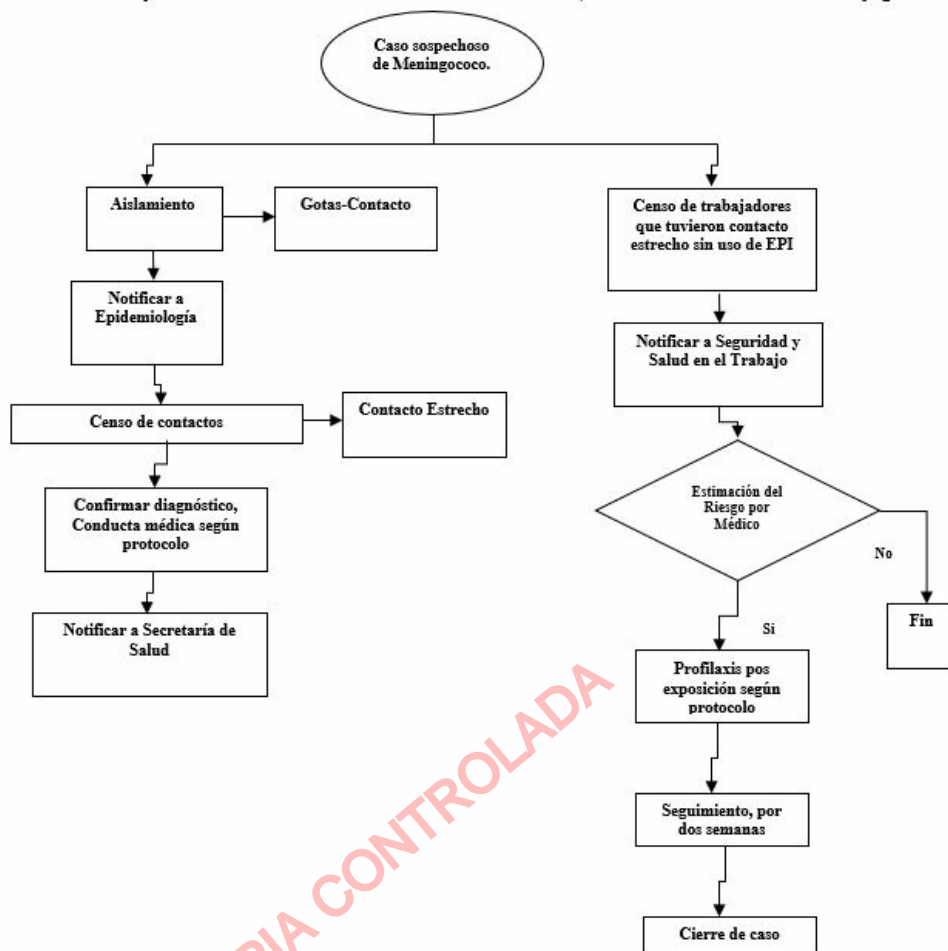 Caso sospechoso
de Meningococo.
Aislamiento
Gotas-Contacto
Notificar a
Epidemiología
Censo de contactos
Contacto Estrecho
Confirmar diagnóstico,
Conducta médica según
protocolo
Notificar a Secretaría de
Salud
Censo de trabajadores
que tuvieron contacto
estrecho sin uso de EPI
Notificar a Seguridad y
Salud en el Trabajo
Estimación del
Riesgo por
Médico
No
Fin
Si
Profilaxis pos
exposición según
protocolo
Seguimiento, por
dos semanas
Cierre de caso
CONTROLADA